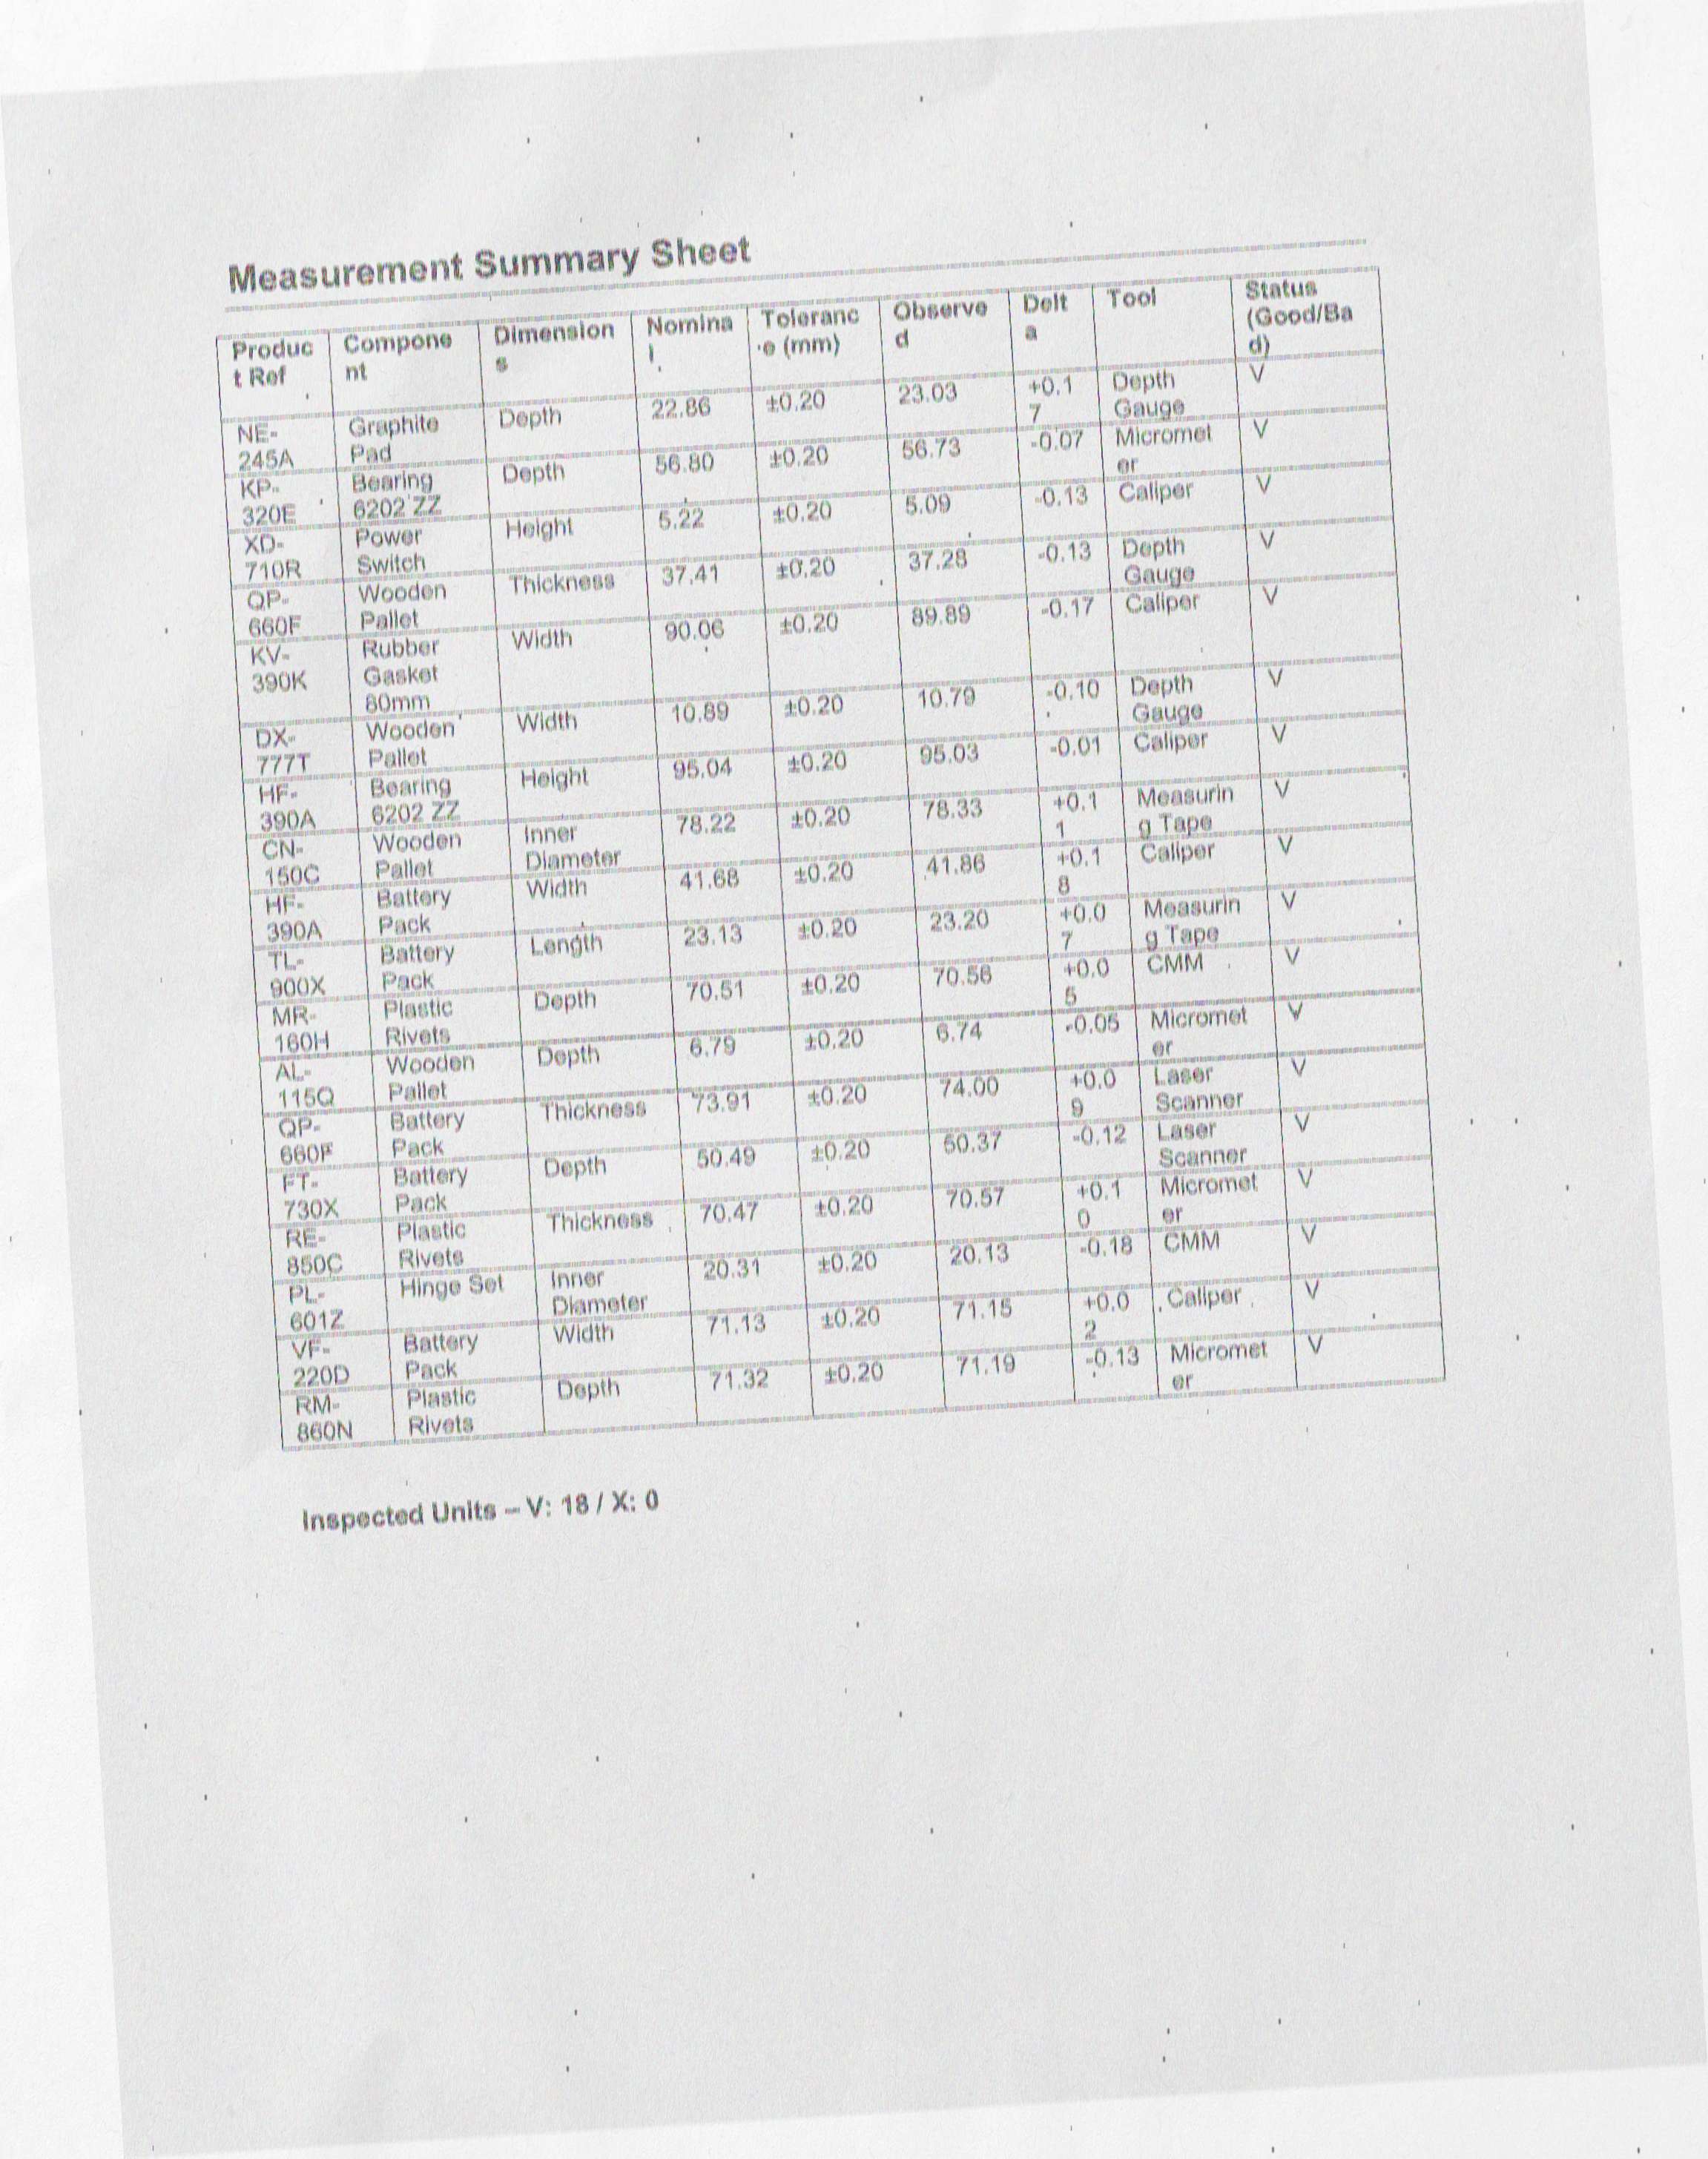 Measurement Summary Sheet
Product Ref Component Dimensions Nominal Tolerance (mm) Observed Delta Tool Status (Good/Bad)
NE-245A Graphite Pad Depth 22.86 ±0.20 23.03 +0.17 Depth Gauge V
KP-320E Bearing 6202 ZZ Depth 56.80 ±0.20 56.73 -0.07 Micrometer V
XD-710R Power Switch Height 5.22 ±0.20 5.09 -0.13 Caliper V
QP-660F Wooden Pallet Thickness 37.41 ±0.20 37.28 -0.13 Depth Gauge V
KV-390K Rubber Gasket 80mm Width 90.06 ±0.20 89.89 -0.17 Caliper V
DX-777T Wooden Pallet Width 10.89 ±0.20 10.79 -0.10 Depth Gauge V
HF-390A Bearing 6202 ZZ Height 95.04 ±0.20 95.03 -0.01 Caliper V
CN-150C Wooden Pallet Inner Diameter 78.22 ±0.20 78.33 +0.11 Measuring Tape V
HF-390A Battery Pack Width 41.68 ±0.20 41.86 +0.18 Caliper V
TL-900X Battery Pack Length 23.13 ±0.20 23.20 +0.07 Measuring Tape V
MR-160H Plastic Rivets Depth 70.51 ±0.20 70.56 +0.05 CMM V
AL-115Q Wooden Pallet Depth 6.79 ±0.20 6.74 -0.05 Micrometer V
QP-660F Battery Pack Thickness 73.91 ±0.20 74.00 +0.09 Laser Scanner V
FT-730X Battery Pack Depth 50.49 ±0.20 50.37 -0.12 Laser Scanner V
RE-850C Plastic Rivets Thickness 70.47 ±0.20 70.57 +0.10 Micrometer V
PL-601Z Hinge Set Inner Diameter 20.31 ±0.20 20.13 -0.18 CMM V
VF-220D Battery Pack Width 71.13 ±0.20 71.15 +0.02 Caliper V
RM-860N Plastic Rivets Depth 71.32 ±0.20 71.19 -0.13 Micrometer V
Inspected Units – V: 18 / X: 0